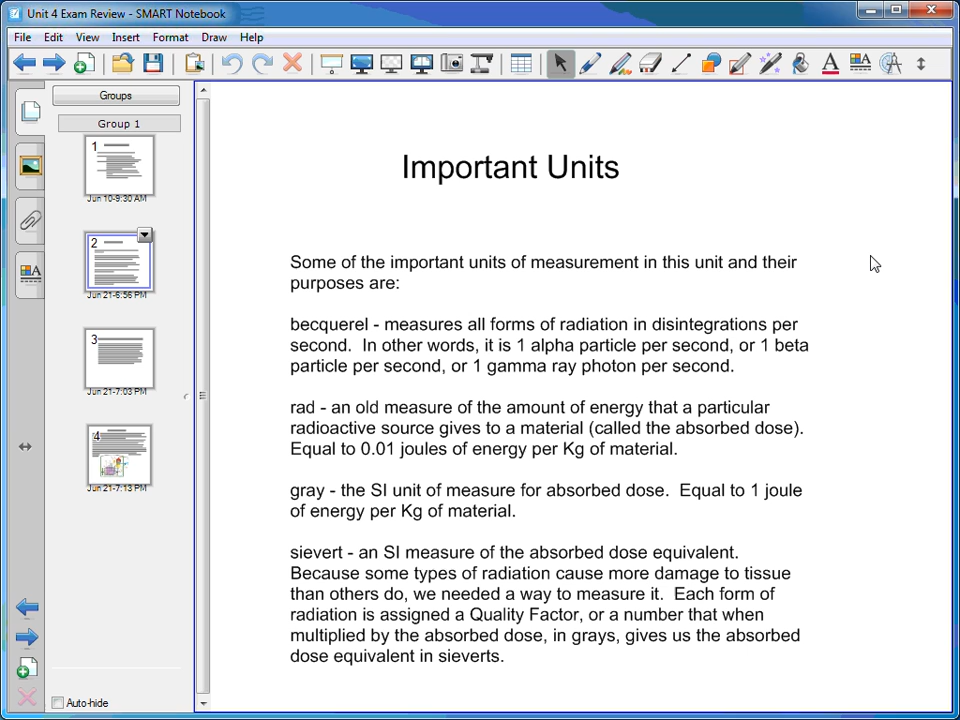 Unit 4 Exam Review - SMART Notebook
File Edit View Insert Format Draw Help
Groups
Group 1
1
Jun 10-9:30 AM
2
Jun 21-6:56 PM
3
Jun 21-7:03 PM
4
Jun 21-7:13 PM
Auto-hide
Important Units
Some of the important units of measurement in this unit and their
purposes are:
becquerel - measures all forms of radiation in disintegrations per
second.  In other words, it is 1 alpha particle per second, or 1 beta
particle per second, or 1 gamma ray photon per second.
rad - an old measure of the amount of energy that a particular
radioactive source gives to a material (called the absorbed dose).
Equal to 0.01 joules of energy per Kg of material.
gray - the SI unit of measure for absorbed dose.  Equal to 1 joule
of energy per Kg of material.
sievert - an SI measure of the absorbed dose equivalent.
Because some types of radiation cause more damage to tissue
than others do, we needed a way to measure it.  Each form of
radiation is assigned a Quality Factor, or a number that when
multiplied by the absorbed dose, in grays, gives us the absorbed
dose equivalent in sieverts.